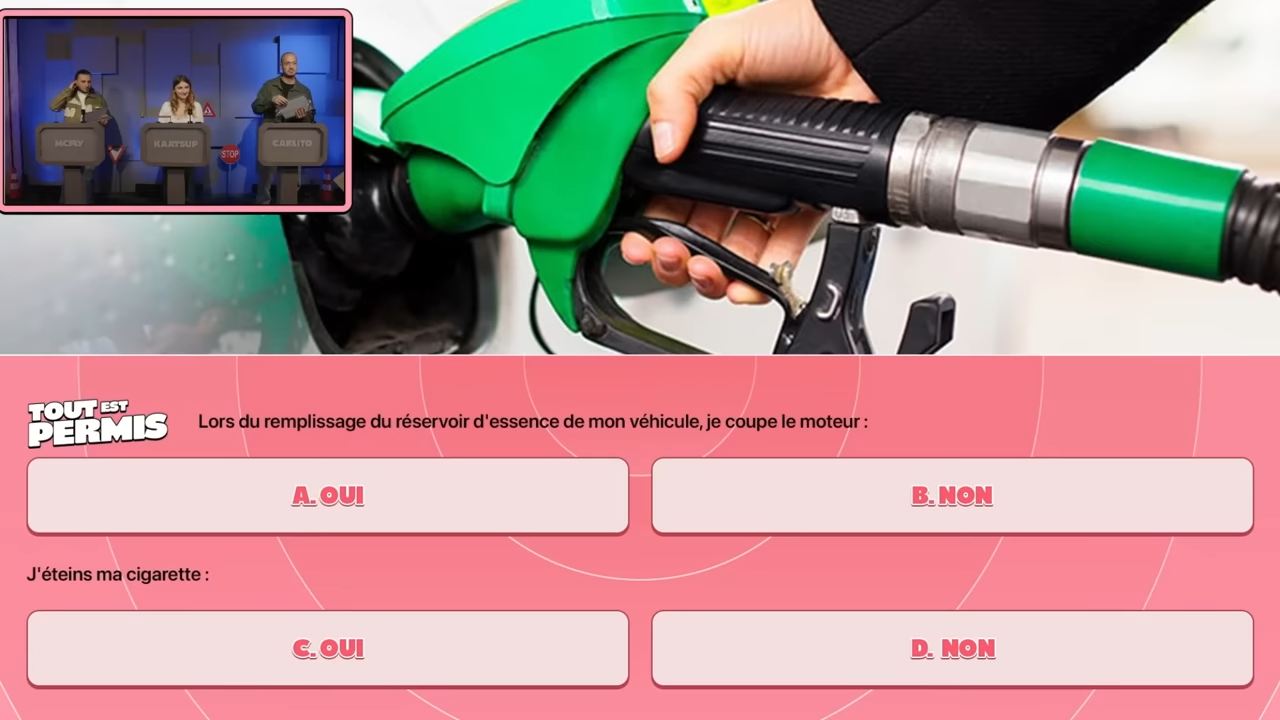 MCFLY
KAATSUP
CARLITO
STOP
TOUT EST
PERMIS
Lors du remplissage du réservoir d'essence de mon véhicule, je coupe le moteur :
A. OUI
B. NON
J'éteins ma cigarette :
C. OUI
D. NON